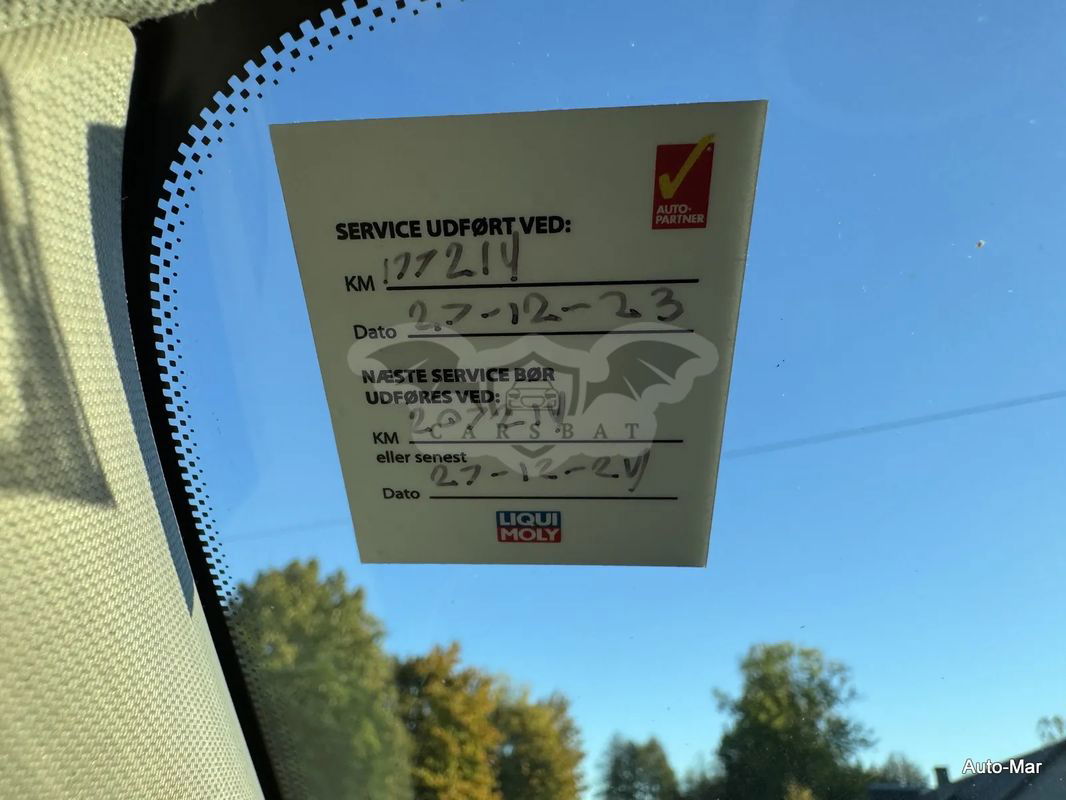 AUTO-
PARTNER
SERVICE UDFØRT VED:
KM 177214
Dato 27-12-23
NÆSTE SERVICE BØR
UDFØRES VED:
KM
CARSBAT
eller senest
Dato 27-12-24
LIQUI
MOLY
Auto-Mar